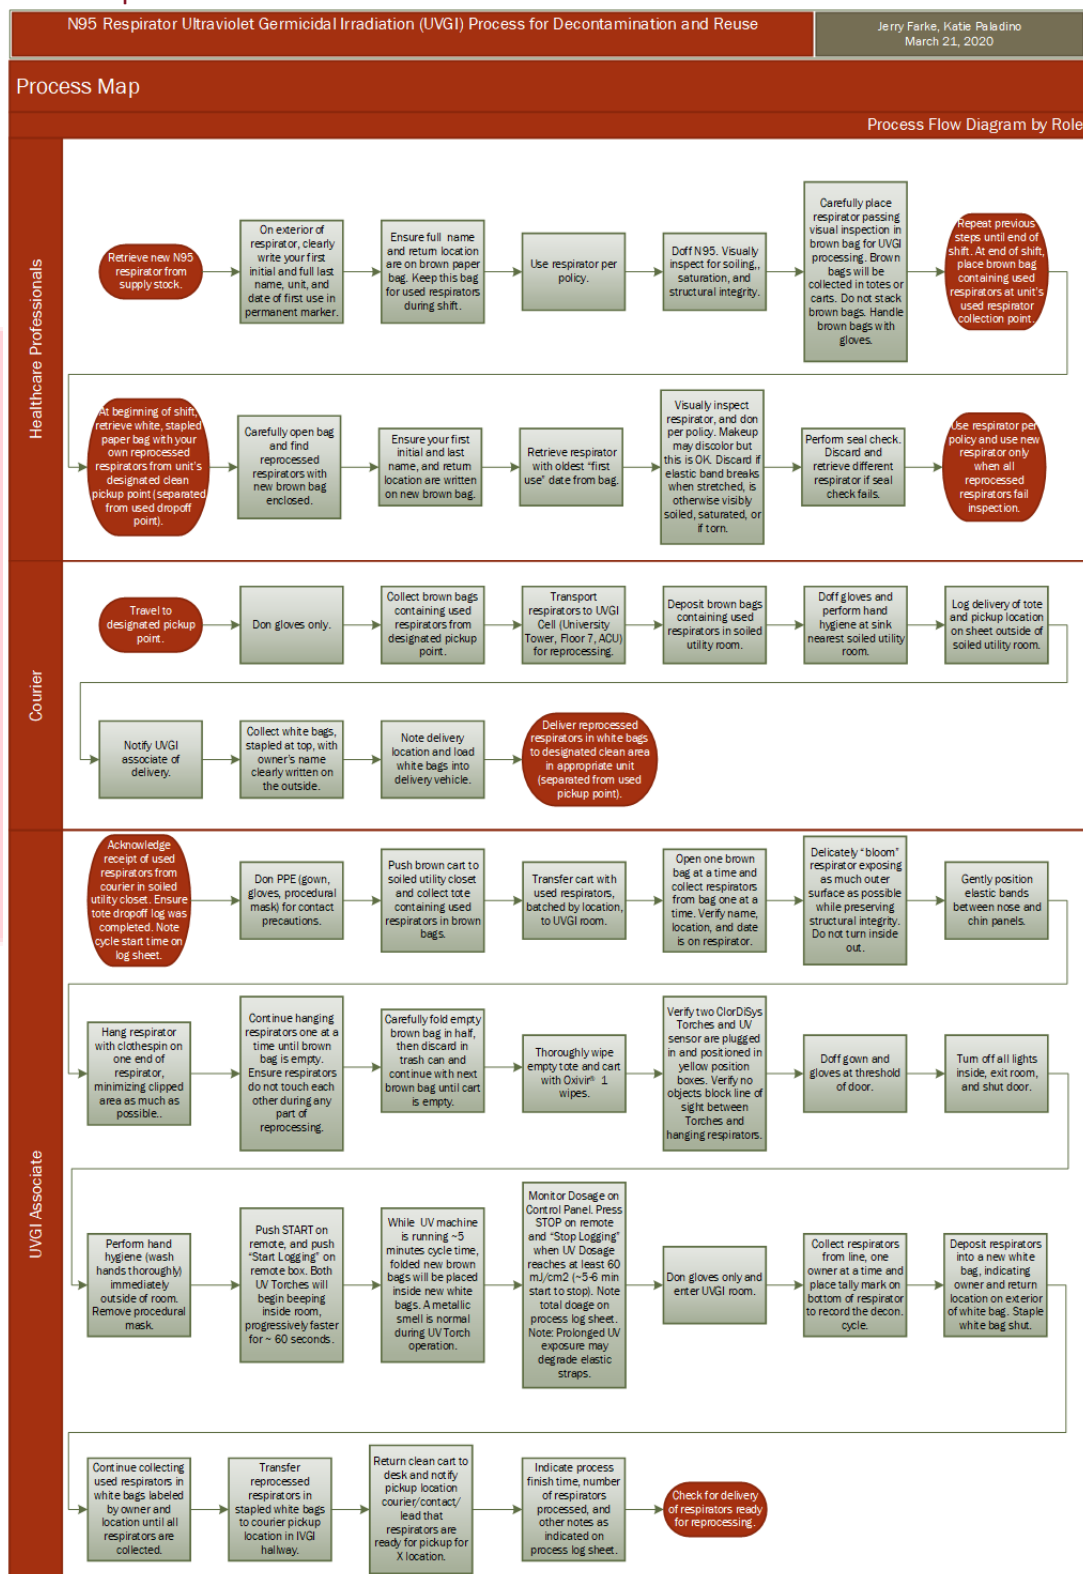 N95 Respirator Ultraviolet Germicidal Irradiation (UVGI) Process for Decontamination and Reuse
Jerry Farke, Katie Paladino
March 21, 2020
Process Map
Process Flow Diagram by Role
Healthcare Professionals
Retrieve new N95
respirator from
supply stock.
On exterior of
respirator, clearly
write your first
initial and full last
name, unit, and
date of first use in
permanent marker.
Ensure full name
and return location
are on brown paper
bag. Keep this bag
for used respirators
during shift.
Use respirator per
policy.
Doff N95. Visually
inspect for soiling,,
saturation, and
structural integrity.
Carefully place
respirator passing
visual inspection in
brown bag for UVGI
processing. Brown
bags will be
collected in totes or
carts. Do not stack
brown bags. Handle
brown bags with
gloves.
Repeat previous
steps until end of
shift. At end of shift,
place brown bag
containing used
respirators at unit's
used respirator
collection point.
At beginning of shift,
retrieve white, stapled
paper bag with your
own reprocessed
respirators from unit's
designated clean
pickup point (separated
from used dropoff
point).
Carefully open bag
and find
reprocessed
respirators with
new brown bag
enclosed.
Ensure your first
initial and last
name, and return
location are written
on new brown bag.
Retrieve respirator
with oldest "first
use" date from bag.
Visually inspect
respirator, and don
per policy. Makeup
may discolor but
this is OK. Discard if
elastic band breaks
when stretched, is
otherwise visibly
soiled, saturated, or
if torn.
Perform seal check.
Discard and
retrieve different
respirator if seal
check fails.
Use respirator per
policy and use new
respirator only
when all
reprocessed
respirators fail
inspection.
Courier
Travel to
designated pickup
point.
Don gloves only.
Collect brown bags
containing used
respirators from
designated pickup
point.
Transport
respirators to UVGI
Cell (University
Tower, Floor 7, ACU)
for reprocessing.
Deposit brown bags
containing used
respirators in soiled
utility room.
Doff gloves and
perform hand
hygiene at sink
nearest soiled utility
room.
Log delivery of tote
and pickup location
on sheet outside of
soiled utility room.
Notify UVGI
associate of
delivery.
Collect white bags,
stapled at top, with
owner's name
clearly written on
the outside.
Note delivery
location and load
white bags into
delivery vehicle.
Deliver reprocessed
respirators in white bags
to designated clean area
in appropriate unit
(separated from used
pickup point).
UVGI Associate
Acknowledge
receipt of used
respirators from
courier in soiled
utility closet. Ensure
tote dropoff log was
completed. Note
cycle start time on
log sheet.
Don PPE (gown,
gloves, procedural
mask) for contact
precautions.
Push brown cart to
soiled utility closet
and collect tote
containing used
respirators in brown
bags.
Transfer cart with
used respirators,
batched by location,
to UVGI room.
Open one brown
bag at a time and
collect respirators
from bag one at a
time. Verify name,
location, and date
is on respirator.
Delicately "bloom"
respirator exposing
as much outer
surface as possible
while preserving
structural integrity.
Do not turn inside
out.
Gently position
elastic bands
between nose and
chin panels.
Hang respirator
with clothespin on
one end of
respirator,
minimizing clipped
area as much as
possible..
Continue hanging
respirators one at a
time until brown
bag is empty.
Ensure respirators
do not touch each
other during any
part of
reprocessing.
Carefully fold empty
brown bag in half,
then discard in
trash can and
continue with next
brown bag until cart
is empty.
Thoroughly wipe
empty tote and cart
with Oxivir® 1
wipes.
Verify two ClorDiSys
Torches and UV
sensor are plugged
in and positioned in
yellow position
boxes. Verify no
objects block line of
sight between
Torches and
hanging respirators.
Doff gown and
gloves at threshold
of door.
Turn off all lights
inside, exit room,
and shut door.
Perform hand
hygiene (wash
hands thoroughly)
immediately
outside of room.
Remove procedural
mask.
Push START on
remote, and push
"Start Logging" on
remote box. Both
UV Torches will
begin beeping
inside room,
progressively faster
for ~ 60 seconds.
While UV machine
is running ~5
minutes cycle time,
folded new brown
bags will be placed
inside new white
bags. A metallic
smell is normal
during UV Torch
operation.
Monitor Dosage on
Control Panel. Press
STOP on remote
and "Stop Logging"
when UV Dosage
reaches at least 60
mJ/cm2 (~5-6 min
start to stop). Note
total doage on
process log sheet.
Note: Prolonged UV
exposure may
degrade elastic
straps.
Don gloves only and
enter UVGI room.
Collect respirators
from line, one
owner at a time and
place tally mark on
bottom of respirator
to record the decon.
cycle.
Deposit respirators
into a new white
bag, indicating
owner and return
location on exterior
of white bag. Staple
white bag shut.
Continue collecting
used respirators in
white bags labeled
by owner and
location until all
respirators are
collected.
Transfer
reprocessed
respirators in
stapled white bags
to courier pickup
location in IVGI
hallway.
Return clean cart to
desk and notify
pickup location
courier/contact/
lead that
respirators are
ready for pickup for
X location.
Indicate process
finish time, number
of respirators
processed, and
other notes as
indicated on
process log sheet.
Check for delivery
of respirators ready
for reprocessing.